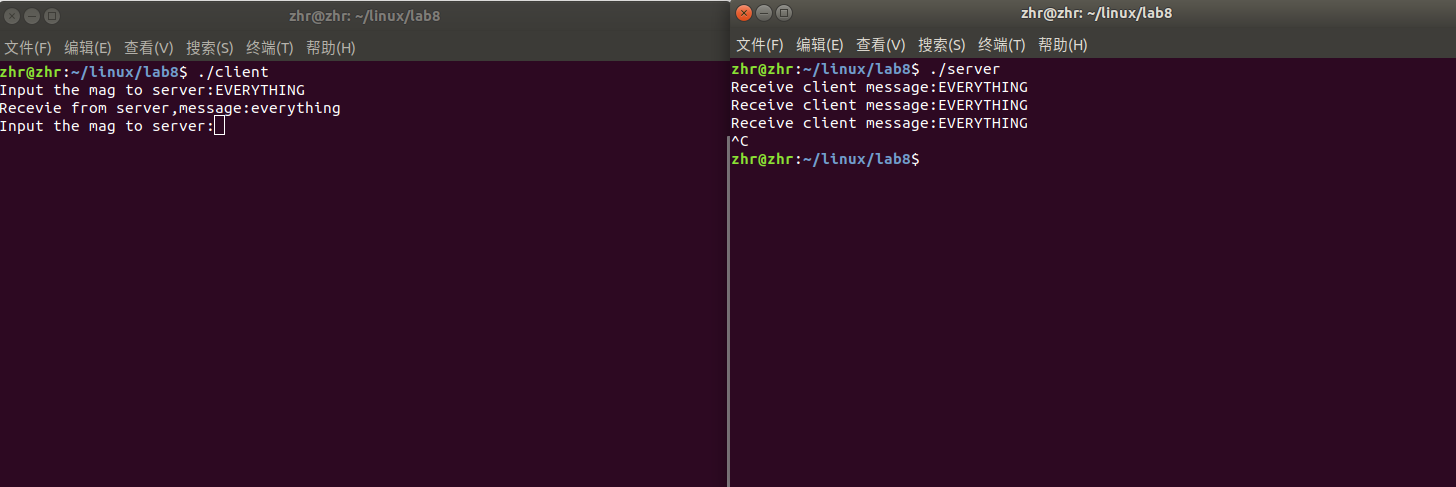 zhr@zhr: ~/linux/lab8
文件(F) 编辑(E) 查看(V) 搜索(S) 终端(T) 帮助(H)
zhr@zhr:~/linux/lab8$ ./client
Input the mag to server:EVERYTHING
Recevie from server,message:everything
Input the mag to server:
zhr@zhr: ~/linux/lab8
文件(F) 编辑(E) 查看(V) 搜索(S) 终端(T) 帮助(H)
zhr@zhr:~/linux/lab8$ ./server
Receive client message:EVERYTHING
Receive client message:EVERYTHING
Receive client message:EVERYTHING
^C
zhr@zhr:~/linux/lab8$